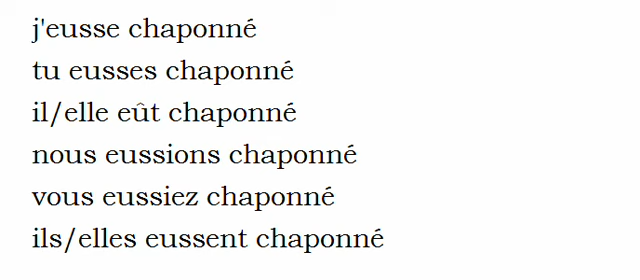 j'eusse chaponné
tu eusses chaponné
il/elle eût chaponné
nous eussions chaponné
vous eussiez chaponné
ils/elles eussent chaponné